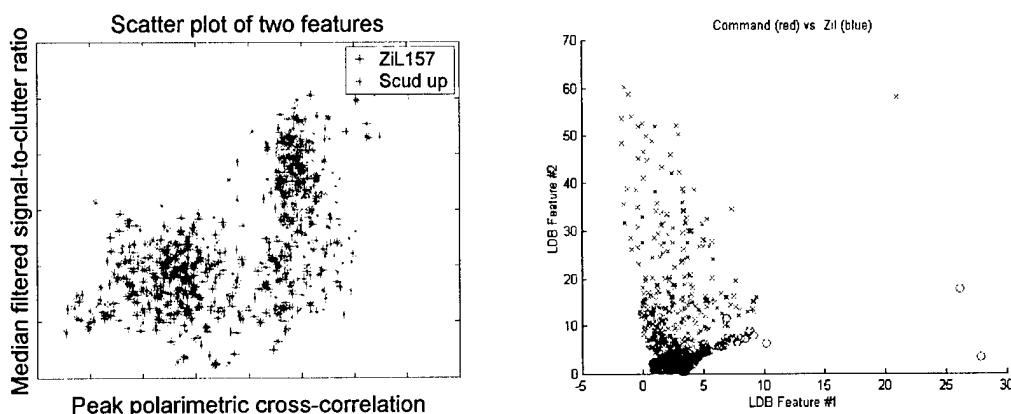 Scatter plot of two features
ZiL157
Scud up
Median filtered signal-to-clutter ratio
Peak polarimetric cross-correlation
Command (red) vs Zil (blue)
70
60
50
40
30
20
10
0
LDB Feature #2
-5 0 5 10 15 20 25 30
LDB Feature #1